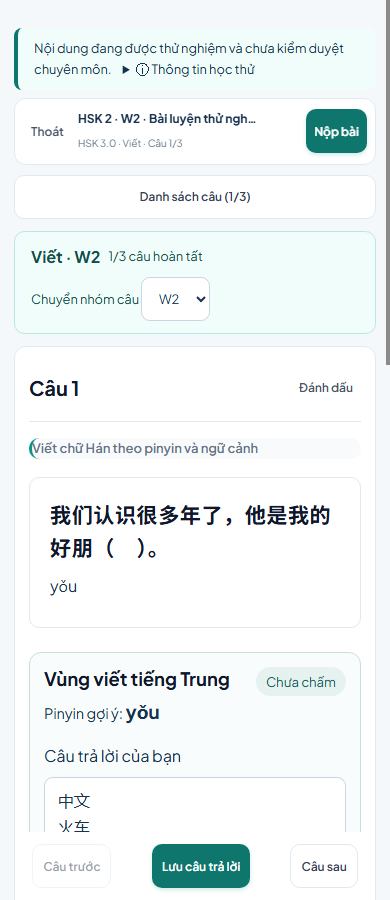 Nội dung đang được thử nghiệm và chưa kiểm duyệt
chuyên môn. ▶ ⓘ Thông tin học thử
Thoát
HSK 2 · W2 · Bài luyện thử ngh...
HSK 3.0 · Viết · Câu 1/3
Nộp bài
Danh sách câu (1/3)
Viết · W2 1/3 câu hoàn tất
Chuyển nhóm câu W2
Câu 1
Đánh dấu
Viết chữ Hán theo pinyin và ngữ cảnh
我们认识很多年了，他是我的
好朋（ ）。
yǒu
Vùng viết tiếng Trung
Chưa chấm
Pinyin gợi ý: yǒu
Câu trả lời của bạn
中文
火车
Câu trước
Lưu câu trả lời
Câu sau